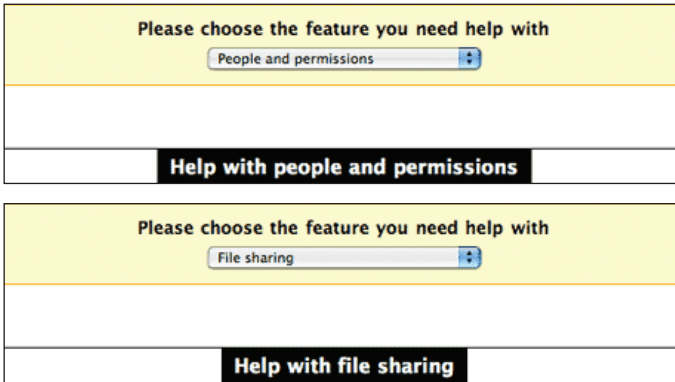 Please choose the feature you need help with
People and permissions
Help with people and permissions
Please choose the feature you need help with
File sharing
Help with file sharing